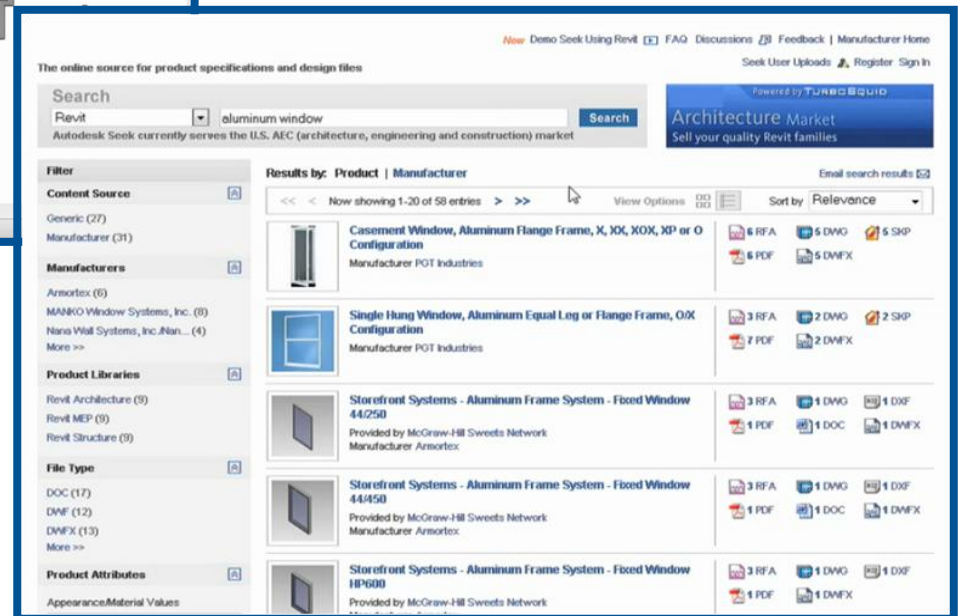 New Demo Seek Using Revit FAQ Discussions Feedback | Manufacturer Home
The online source for product specifications and design files
Seek User Uploads Register Sign In
Search
Revit aluminum window Search
Autodesk Seek currently serves the U.S. AEC (architecture, engineering and construction) market
Powered by TURBOSQUID
Architecture Market
Sell your quality Revit families
Filter
Content Source
Generic (27)
Manufacturer (31)
Manufacturers
Armortex (6)
MANKO Window Systems, Inc. (8)
Nana Wall Systems, Inc./Nan... (4)
More >>
Product Libraries
Revit Architecture (9)
Revit MEP (9)
Revit Structure (9)
File Type
DOC (17)
DWF (12)
DWFX (13)
More >>
Product Attributes
Appearance/Material Values
Results by: Product | Manufacturer
Email search results
<< < Now showing 1-20 of 58 entries > >> View Options Sort by Relevance
Casement Window, Aluminum Flange Frame, X, XX, XOX, XP or O
Configuration
Manufacturer PGT Industries
6 RFA 5 DWG 5 SKP
6 PDF 5 DWFX
Single Hung Window, Aluminum Equal Leg or Flange Frame, O/X
Configuration
Manufacturer PGT Industries
3 RFA 2 DWG 2 SKP
7 PDF 2 DWFX
Storefront Systems - Aluminum Frame System - Fixed Window
44/250
Provided by McGraw-Hill Sweets Network
Manufacturer Armortex
3 RFA 1 DWG 1 DXF
1 PDF 1 DOC 1 DWFX
Storefront Systems - Aluminum Frame System - Fixed Window
44/450
Provided by McGraw-Hill Sweets Network
Manufacturer Armortex
3 RFA 1 DWG 1 DXF
1 PDF 1 DOC 1 DWFX
Storefront Systems - Aluminum Frame System - Fixed Window
HP600
Provided by McGraw-Hill Sweets Network
3 RFA 1 DWG 1 DXF
1 PDF 1 DWFX